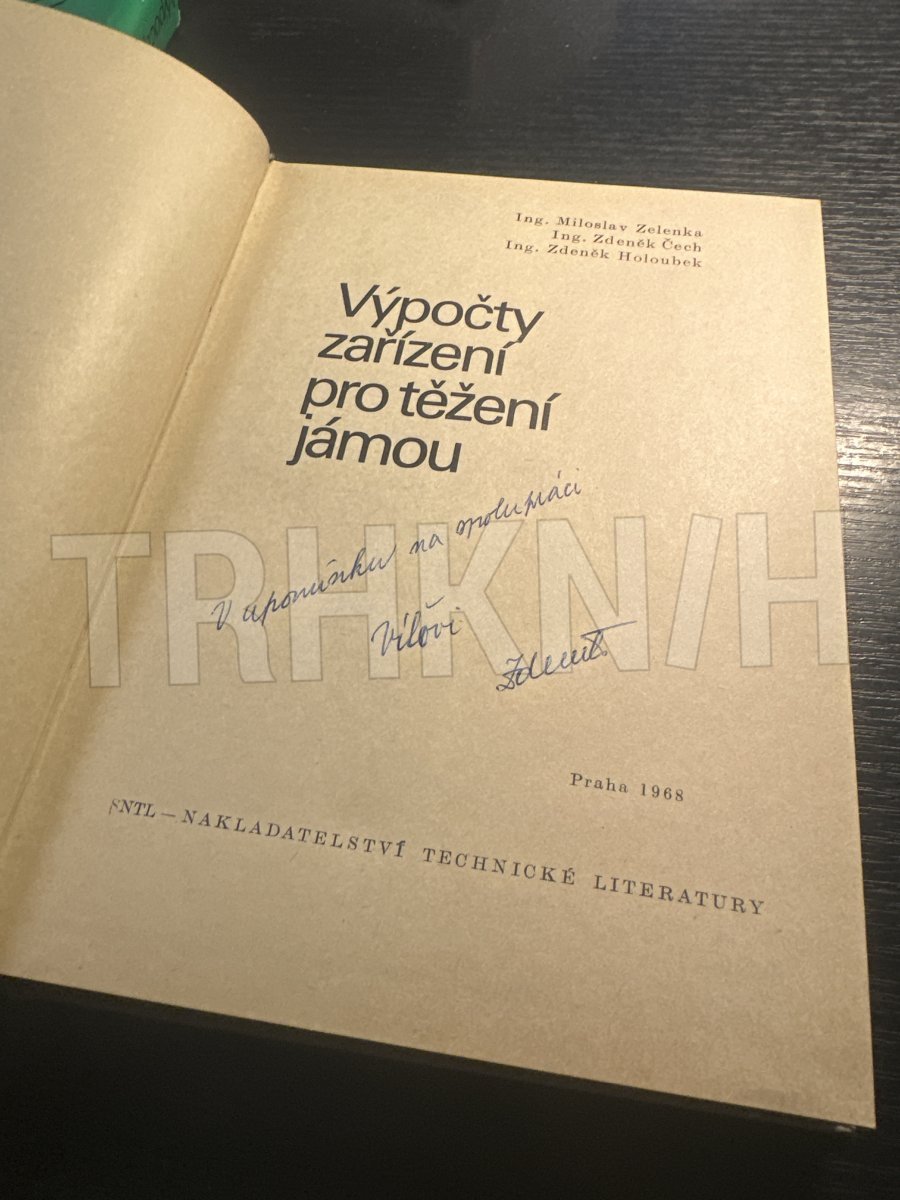 Ing. Miloslav Zelenka
Ing. Zdeněk Čech
Ing. Zdeněk Holoubek
Výpočty
zařízení
pro těžení
jámou
V upomínku na spolupráci
Víťovi
TRHKNIH
Praha 1968
SNTL – NAKLADATELSTVÍ TECHNICKÉ LITERATURY